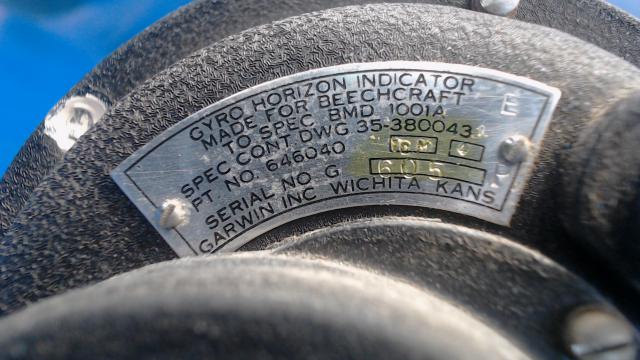 GYRO HORIZON INDICATOR
MADE FOR BEECHCRAFT
TO SPEC BMD 1001A
SPEC CONT DWG 35-380043
PT NO. 646040
SERIAL NO G 605
GARWIN INC WICHITA, KANS.
E